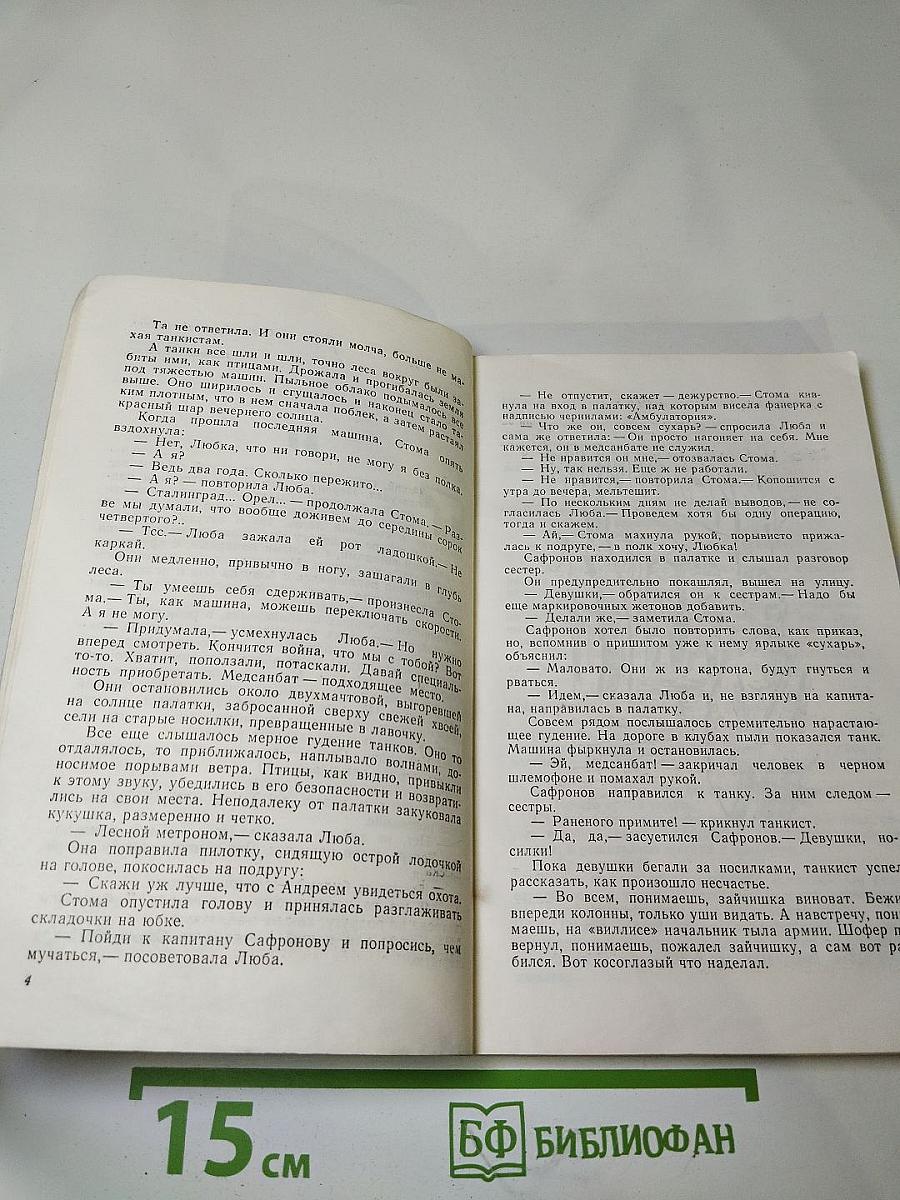 Та не ответила. И они стояли молча, больше не ма-
хая танкистам.
А танки все шли и шли, точно леса вокруг были за-
биты ими, как птицами. Дрожала и прогибалась земля
под тяжестью машин. Пыльное облако подымалось все
выше. Оно ширилось и сгущалось и наконец стало та-
ким плотным, что в нем сначала поблек, а затем растаял
красный шар вечернего солнца.
Когда прошла последняя машина, Стома опять
вздохнула:
— Нет, Любка, что ни говори, не могу я без полка.
— А я?
— Ведь два года. Сколько пережито...
— А я? — повторила Люба.
— Сталинград... Орел... — продолжала Стома. — Раз-
ве мы думали, что вообще доживем до середины сорок
четвертого?..
— Тсс.— Люба зажала ей рот ладошкой.— Не
каркай.
Они медленно, привычно в ногу, зашагали в глубь
леса.
— Ты умеешь себя сдерживать,— произнесла Сто-
ма.— Ты, как машина, можешь переключать скорости.
А я не могу.
— Придумала,— усмехнулась Люба.— Но нужно
вперед смотреть. Кончится война, что мы с тобой? Вот
то-то. Хватит, поползали, потаскали. Давай специаль-
ность приобретать. Медсанбат — подходящее место.
Они остановились около двухмачтовой, выгоревшей
на солнце палатки, забросанной сверху свежей хвоей,
сели на старые носилки, превращенные в лавочку.
Все еще слышалось мерное гудение танков. Оно то
отдалялось, то приближалось, наплывало волнами, до-
носимое порывами ветра. Птицы, как видно, привыкли
к этому звуку, убедились в его безопасности и возврати-
лись на свои места. Неподалеку от палатки закуковала
кукушка, размеренно и четко.
— Лесной метроном,— сказала Люба.
Она поправила пилотку, сидящую острой лодочкой
на голове, покосилась на подругу:
— Скажи уж лучше, что с Андреем увидеться охота.
Стома опустила голову и принялась разглаживать
складочки на юбке.
— Пойди к капитану Сафронову и попросись, чем
мучаться,— посоветовала Люба.
4
— Не отпустит, скажет — дежурство.— Стома кив-
нула на вход в палатку, над которым висела фанерка с
надписью чернилами: «Амбулатория».
— Что же он, совсем сухарь? — спросила Люба и
сама же ответила: — Он просто нагоняет на себя. Мне
кажется, он в медсанбате не служил.
— Не нравится он мне,— отозвалась Стома.
— Ну, так нельзя. Еще ж не работали.
— Не нравится,— повторила Стома.— Копошится с
утра до вечера, мельтешит.
— По нескольким дням не делай выводов,— не со-
гласилась Люба.— Проведем хотя бы одну операцию,
тогда и скажем.
— Ай,— Стома махнула рукой, порывисто прижа-
лась к подруге,— в полк хочу, Любка!
Сафронов находился в палатке и слышал разговор
сестер.
Он предупредительно покашлял, вышел на улицу.
— Девушки,— обратился он к сестрам.— Надо бы
еще маркировочных жетонов добавить.
— Делали же,— заметила Стома.
Сафронов хотел было повторить слова, как приказ,
но, вспомнив о пришитом уже к нему ярлыке «сухарь»,
объяснил:
— Маловато. Они ж из картона, будут гнуться и
рваться.
— Идем,— сказала Люба и, не взглянув на капита-
на, направилась в палатку.
Совсем рядом послышалось стремительно нарастаю-
щее гудение. На дороге в клубах пыли показался танк.
Машина фыркнула и остановилась.
— Эй, медсанбат! — закричал человек в черном
шлемофоне и помахал рукой.
Сафронов направился к танку. За ним следом —
сестры.
— Раненого примите! — крикнул танкист.
— Да, да,— засуетился Сафронов.— Девушки, но-
силки!
Пока девушки бегали за носилками, танкист успел
рассказать, как произошло несчастье.
— Во всем, понимаешь, зайчишка виноват. Бежи
впереди колонны, только уши видать. А навстречу, пон
маешь, на «виллисе» начальник тыла армии. Шофер п
вернул, понимаешь, пожалел зайчишку, а сам вот ра
бился. Вот косоглазый что наделал.
15 см
БФ БИБЛИОФАН